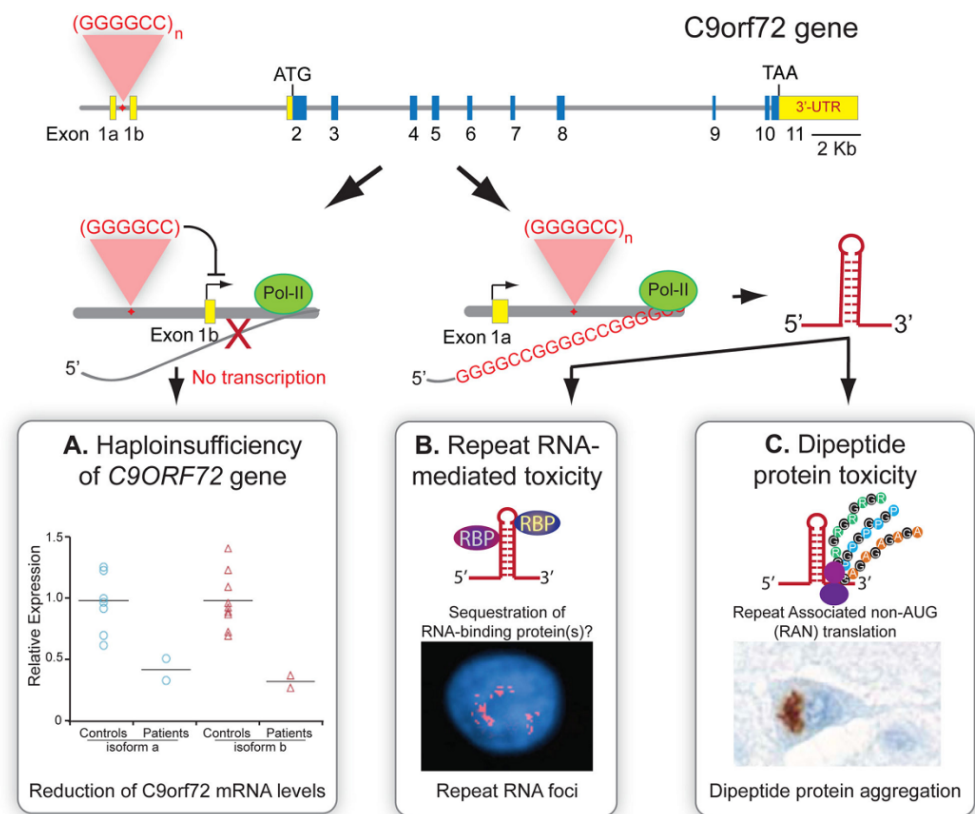 (GGGGCC)n
C9orf72 gene
ATG
TAA
3'-UTR
Exon 1a 1b 2 3 4 5 6 7 8 9 10 11
2 Kb
(GGGGCC)
Pol-II
Exon 1b
5'
No transcription
(GGGGCC)n
Pol-II
Exon 1a
5'
GGGGCCGGGGCCGGGGCC
5' 3'
A. Haploinsufficiency
of C9ORF72 gene
Relative Expression
1.5
1.0
0.5
0
Controls Patients Controls Patients
isoform a isoform b
Reduction of C9orf72 mRNA levels
B. Repeat RNA-
mediated toxicity
RBP RBP
5' 3'
Sequestration of
RNA-binding protein(s)?
Repeat RNA foci
C. Dipeptide
protein toxicity
GRGRGRGR
PGPGPPGP
GAGAGAGA
5' 3'
Repeat Associated non-AUG
(RAN) translation
Dipeptide protein aggregation